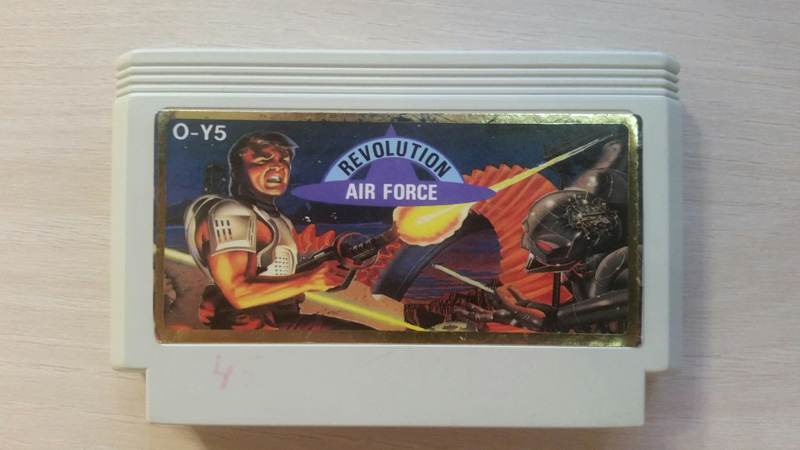 O-Y5
REVOLUTION
AIR FORCE
4